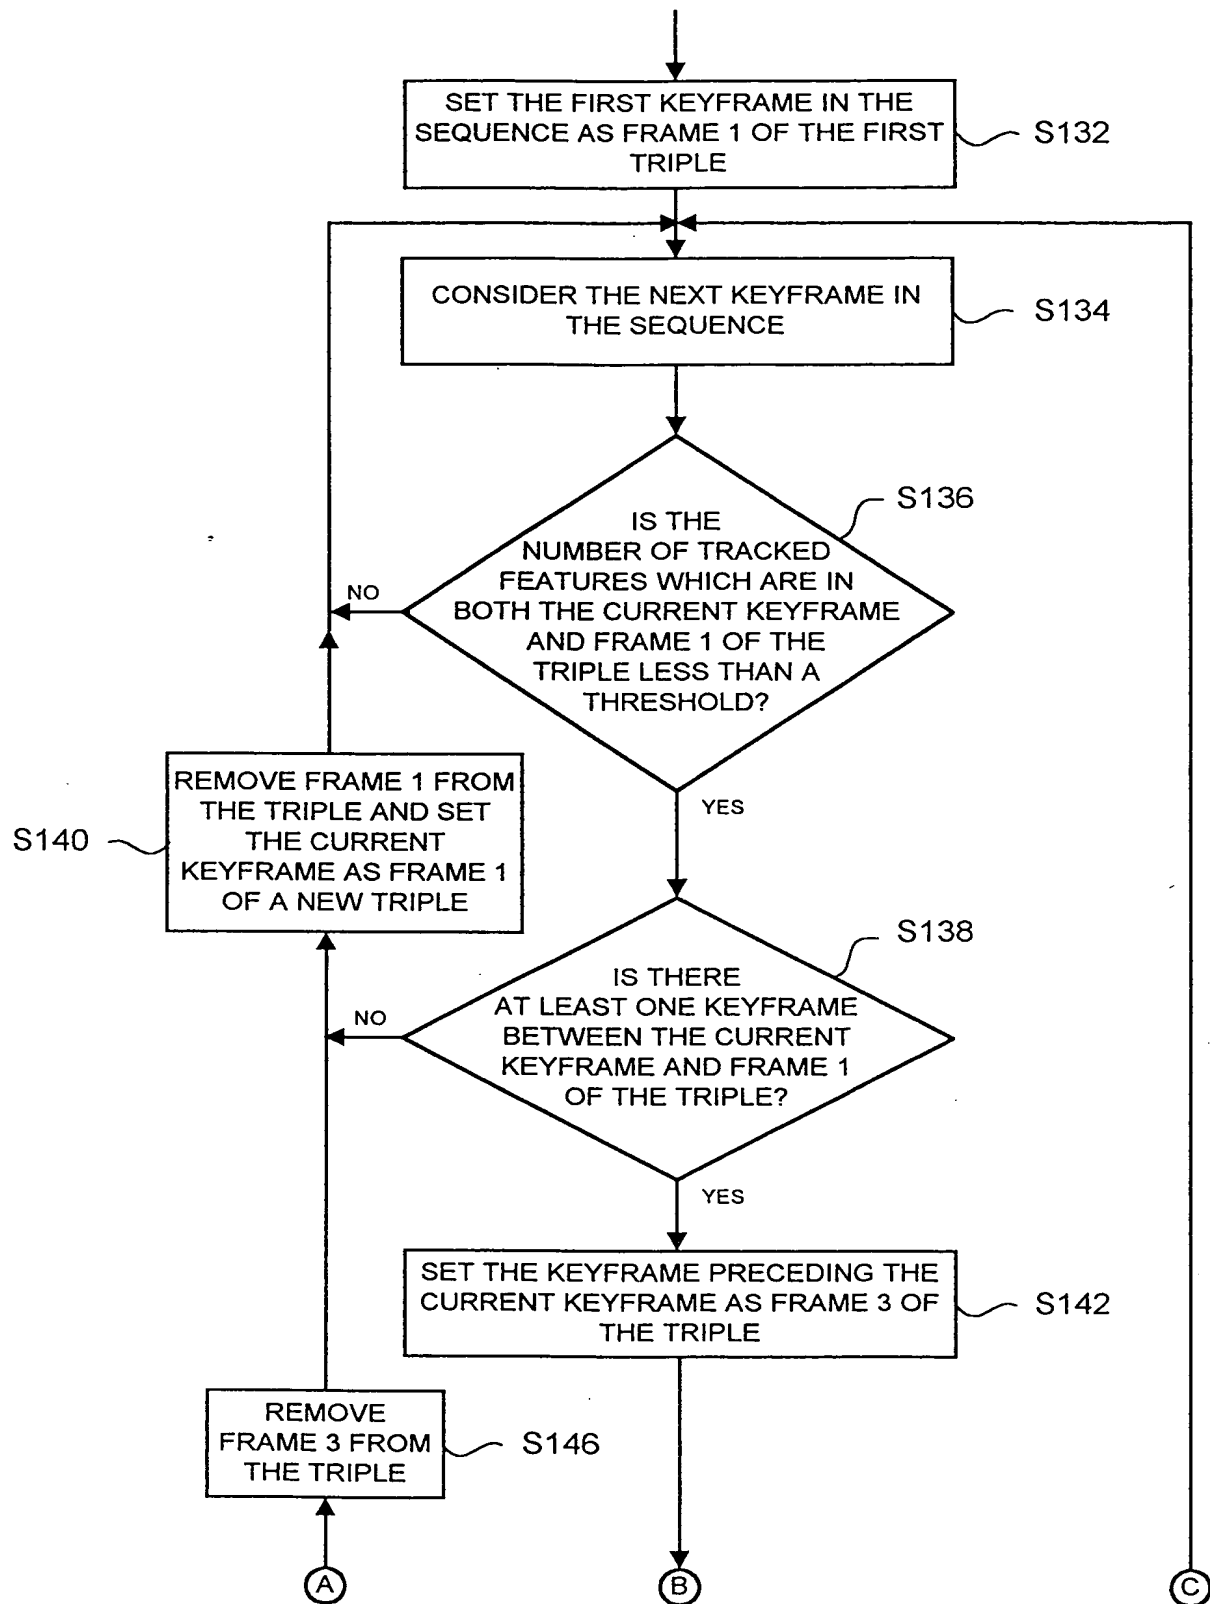 SET THE FIRST KEYFRAME IN THE
SEQUENCE AS FRAME 1 OF THE FIRST
TRIPLE
S132
CONSIDER THE NEXT KEYFRAME IN
THE SEQUENCE
S134
S136
IS THE
NUMBER OF TRACKED
FEATURES WHICH ARE IN
BOTH THE CURRENT KEYFRAME
AND FRAME 1 OF THE
TRIPLE LESS THAN A
THRESHOLD?
NO
YES
REMOVE FRAME 1 FROM
THE TRIPLE AND SET
THE CURRENT
KEYFRAME AS FRAME 1
OF A NEW TRIPLE
S140
S138
IS THERE
AT LEAST ONE KEYFRAME
BETWEEN THE CURRENT
KEYFRAME AND FRAME 1
OF THE TRIPLE?
NO
YES
SET THE KEYFRAME PRECEDING THE
CURRENT KEYFRAME AS FRAME 3 OF
THE TRIPLE
S142
REMOVE
FRAME 3 FROM
THE TRIPLE
S146
A
B
C